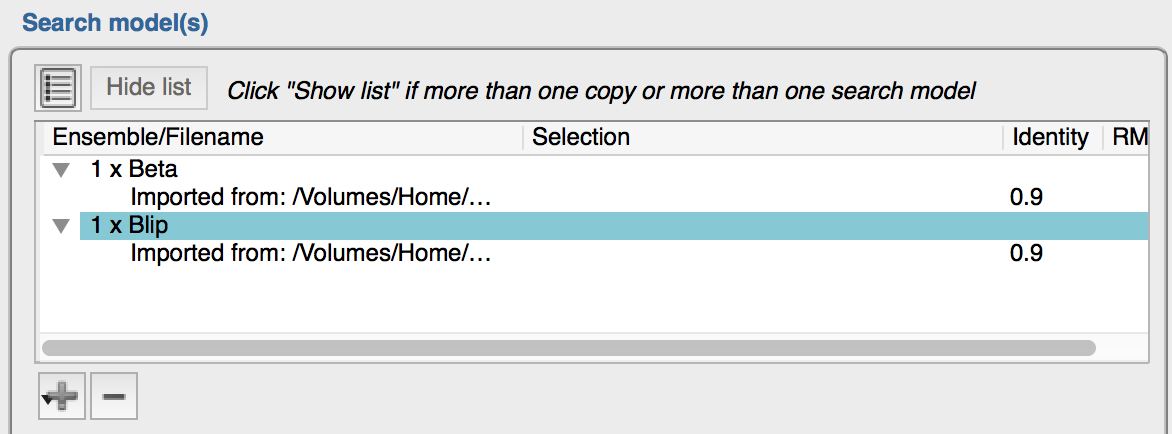 Search model(s)
Hide list Click "Show list" if more than one copy or more than one search model
Ensemble/Filename Selection Identity RM
1 x Beta
Imported from: /Volumes/Home/... 0.9
1 x Blip
Imported from: /Volumes/Home/... 0.9